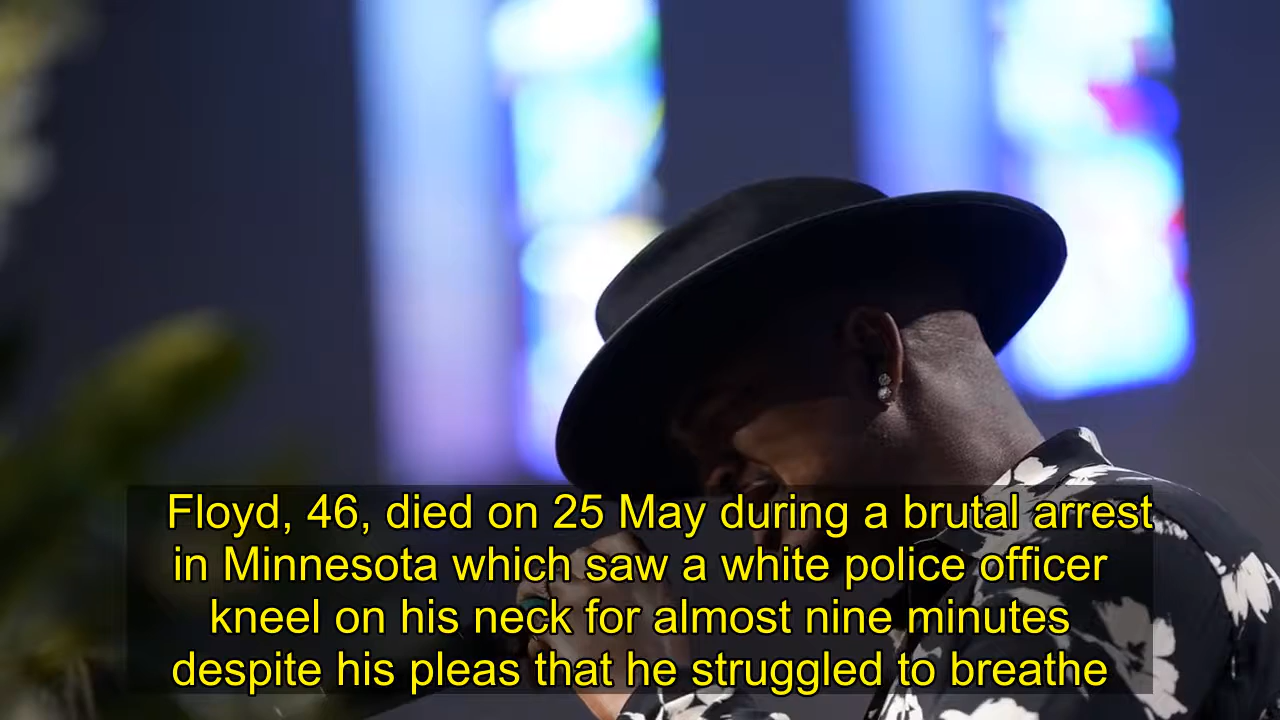 Floyd, 46, died on 25 May during a brutal arrest
in Minnesota which saw a white police officer
kneel on his neck for almost nine minutes
despite his pleas that he struggled to breathe